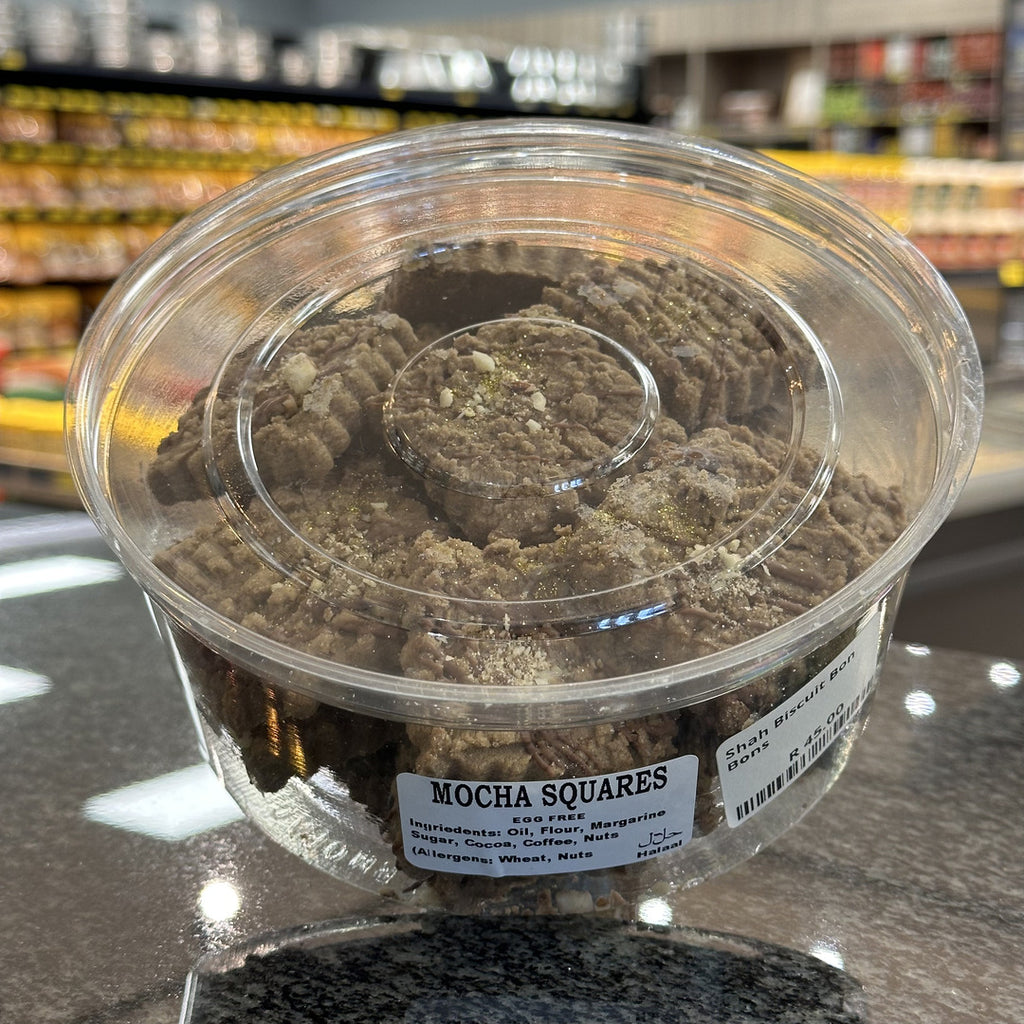 MOCHA SQUARES
EGG FREE
Ingriedents: Oil, Flour, Margarine
Sugar, Cocoa, Coffee, Nuts
(Allergens; Wheat, Nuts
حلال
Halaal
Shah Biscuit Bon
Bons
R 45.00